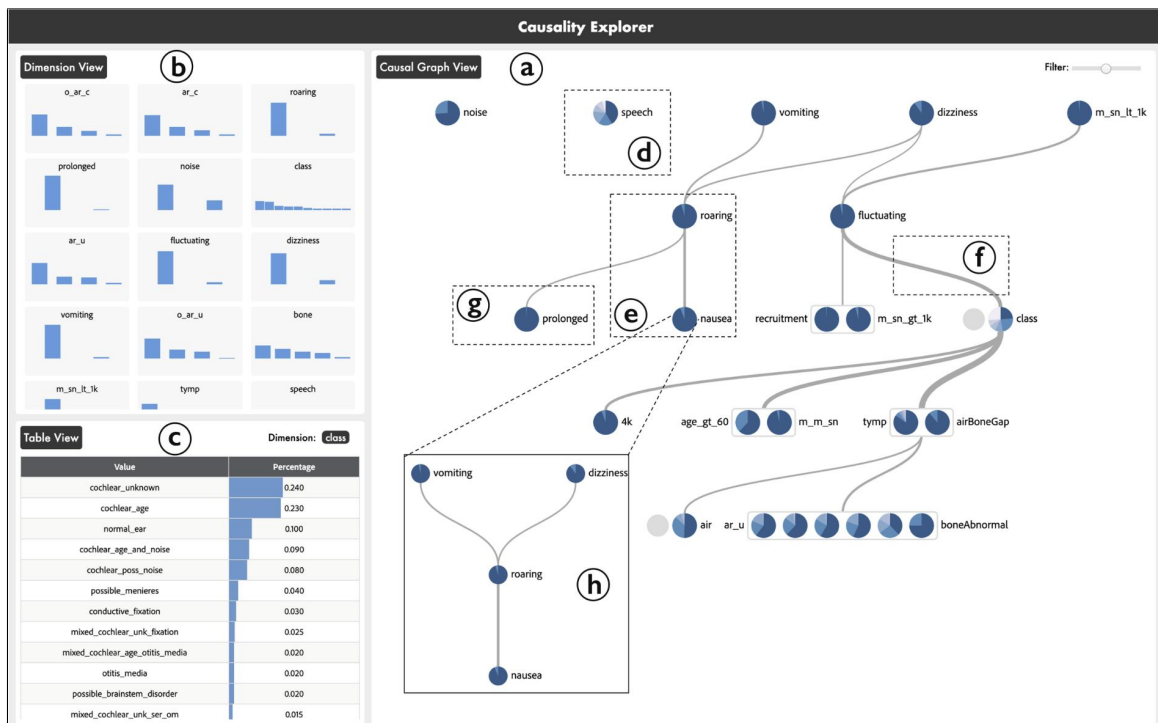 Causality Explorer
Dimension View
b
o_ar_c
ar_c
roaring
prolonged
noise
class
ar_u
fluctuating
dizziness
vomiting
o_ar_u
bone
m_sn_lt_1k
tymp
speech
Table View
c
Dimension: class
Value Percentage
cochlear_unknown 0.240
cochlear_age 0.230
normal_ear 0.100
cochlear_age_and_noise 0.090
cochlear_poss_noise 0.080
possible_menieres 0.040
conductive_fixation 0.030
mixed_cochlear_unk_fixation 0.025
mixed_cochlear_age_otitis_media 0.020
otitis_media 0.020
possible_brainstem_disorder 0.020
mixed_cochlear_unk_ser_om 0.015
Causal Graph View
a
Filter:
noise speech vomiting dizziness m_sn_lt_1k
d
roaring fluctuating
f
g
e
prolonged nausea recruitment m_sn_gt_1k class
4k age_gt_60 m_m_sn tymp airBoneGap
vomiting dizziness
air ar_u boneAbnormal
roaring
h
nausea